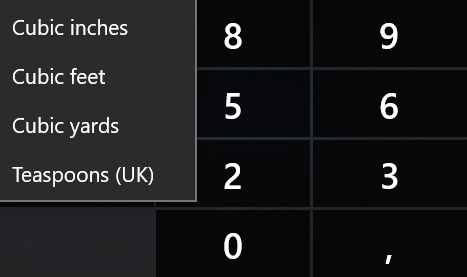 Cubic inches
Cubic feet
Cubic yards
Teaspoons (UK)
8 9
5 6
2 3
0 ,